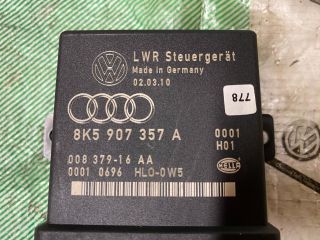 LWR Steuergerät
Made in Germany
02.03.10
778
8K5 907 357 A
0001
H01
008 379-16 AA
0001 0696 HLO-0W5
HELLA